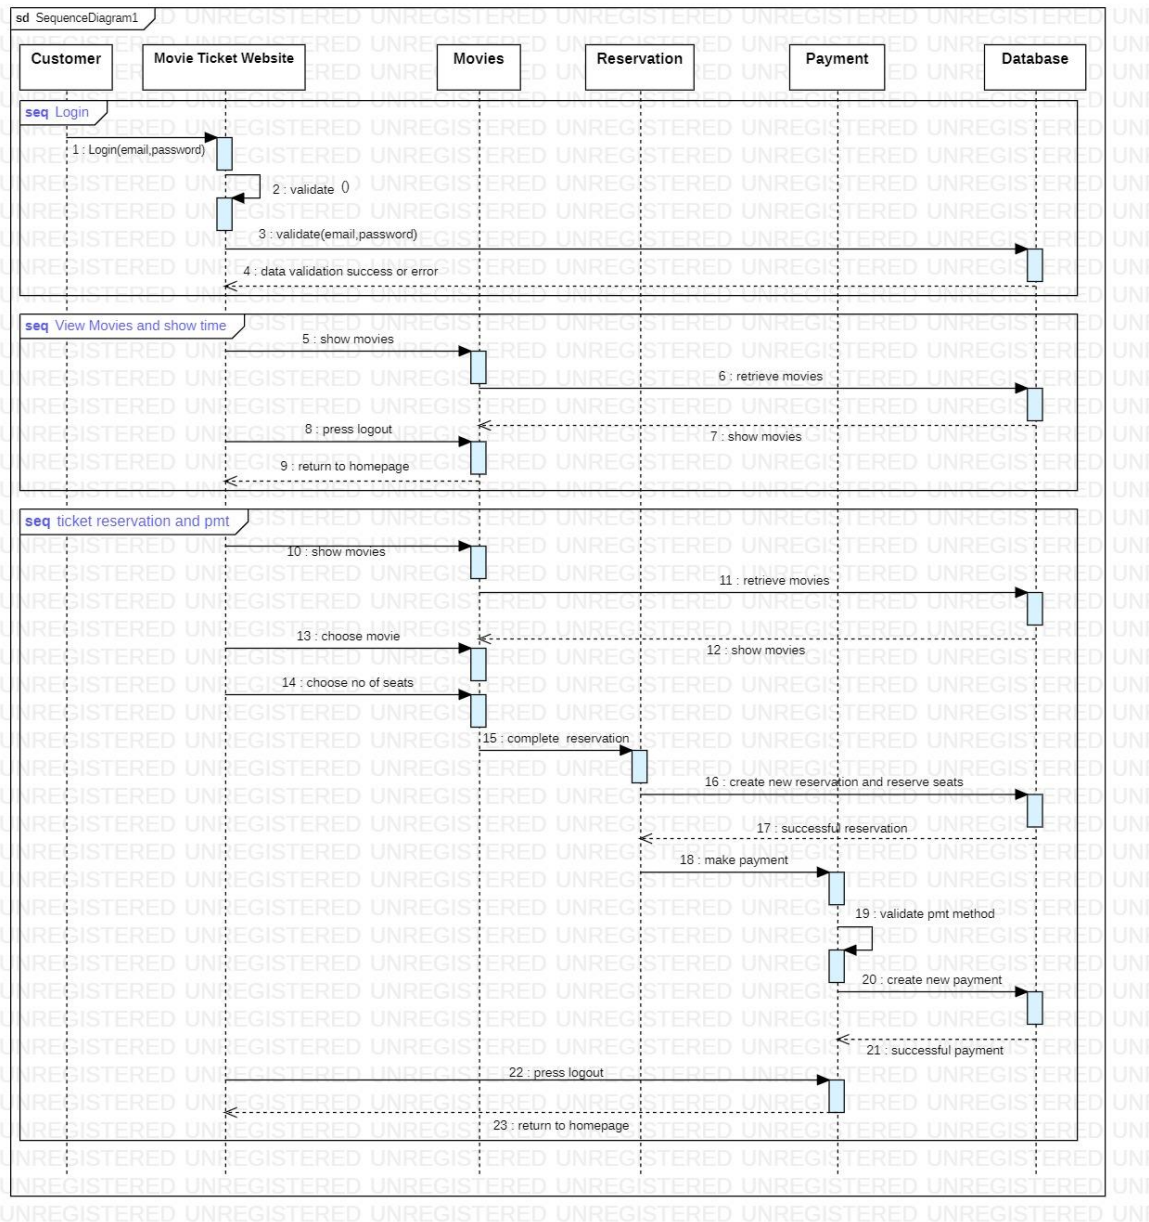 sd SequenceDiagram1
Customer
Movie Ticket Website
Movies
Reservation
Payment
Database
seq Login
1 : Login(email,password)
2 : validate ()
3 : validate(email,password)
4 : data validation success or error
seq View Movies and show time
5 : show movies
6 : retrieve movies
7 : show movies
8 : press logout
9 : return to homepage
seq ticket reservation and pmt
10 : show movies
11 : retrieve movies
12 : show movies
13 : choose movie
14 : choose no of seats
15 : complete reservation
16 : create new reservation and reserve seats
17 : successful reservation
18 : make payment
19 : validate pmt method
20 : create new payment
21 : successful payment
22 : press logout
23 : return to homepage
UNREGISTERED